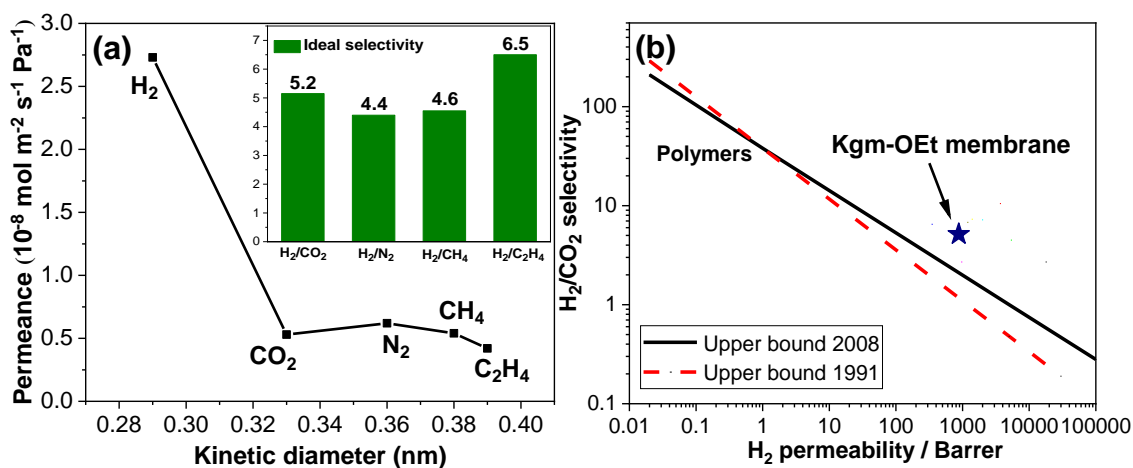 (a)
Permeance (10⁻⁸ mol m⁻² s⁻¹ Pa⁻¹)
3.0
2.5
2.0
1.5
1.0
0.5
0.0
H₂
CO₂
N₂
CH₄
C₂H₄
0.28 0.30 0.32 0.34 0.36 0.38 0.40
Kinetic diameter (nm)
Ideal selectivity
7
6
5
4
3
2
1
0
5.2
4.4
4.6
6.5
H₂/CO₂ H₂/N₂ H₂/CH₄ H₂/C₂H₄
(b)
H₂/CO₂ selectivity
100
10
1
0.1
Polymers
Kgm-OEt membrane
Upper bound 2008
Upper bound 1991
0.01 0.1 1 10 100 1000 10000 100000
H₂ permeability / Barrer